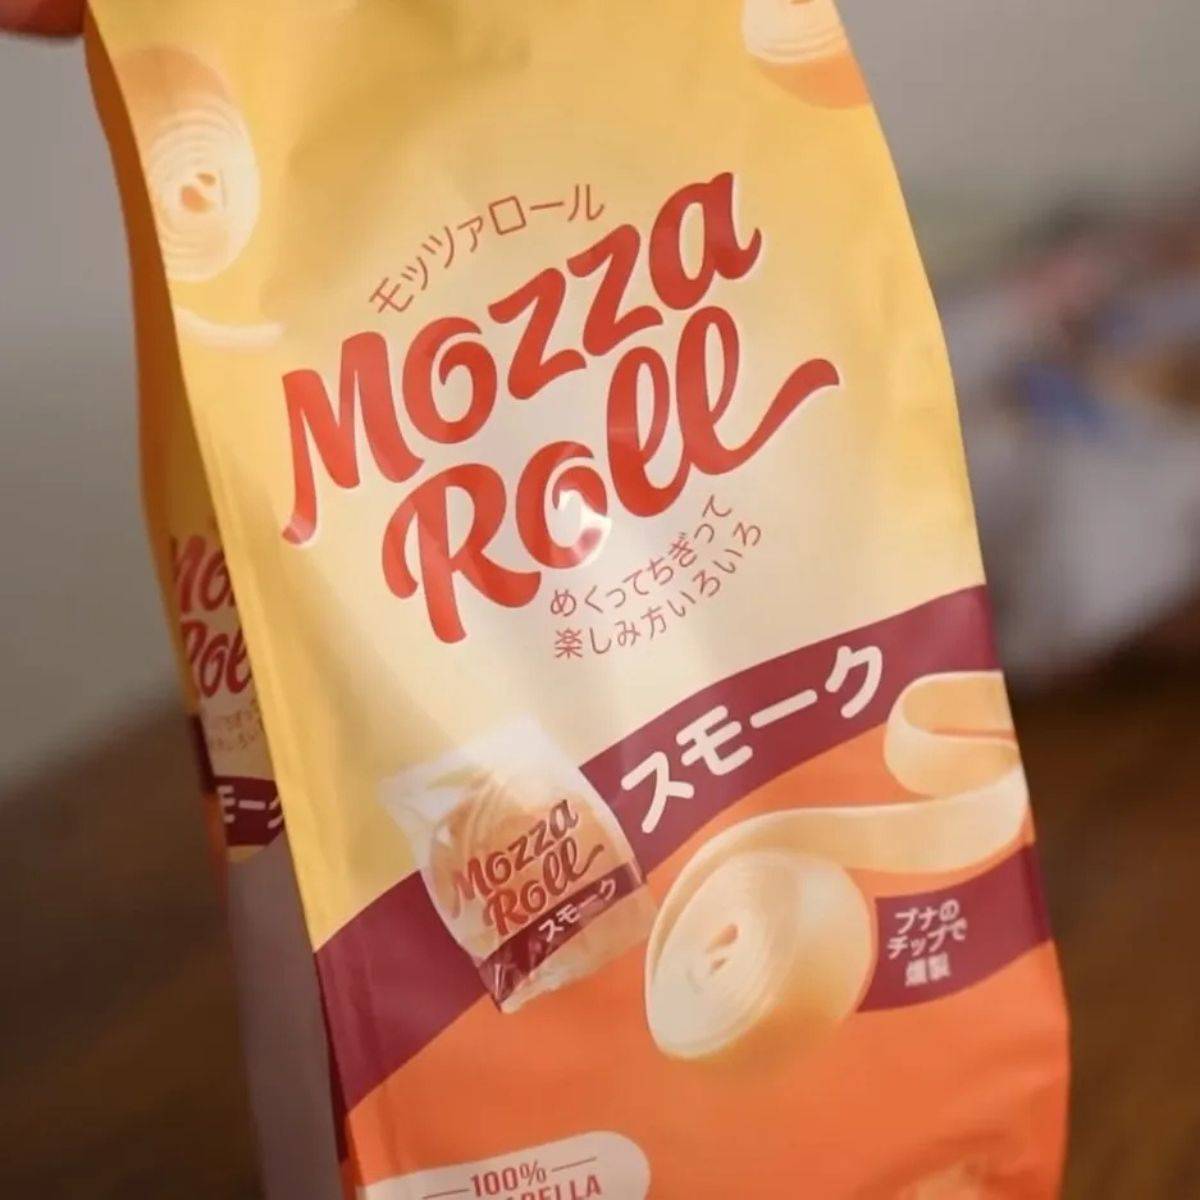 モッツァロール
Mozza
Roll
めくってちぎって
楽しみ方いろいろ
スモーク
Mozza
Roll
スモーク
ブナの
チップで
燻製
100%